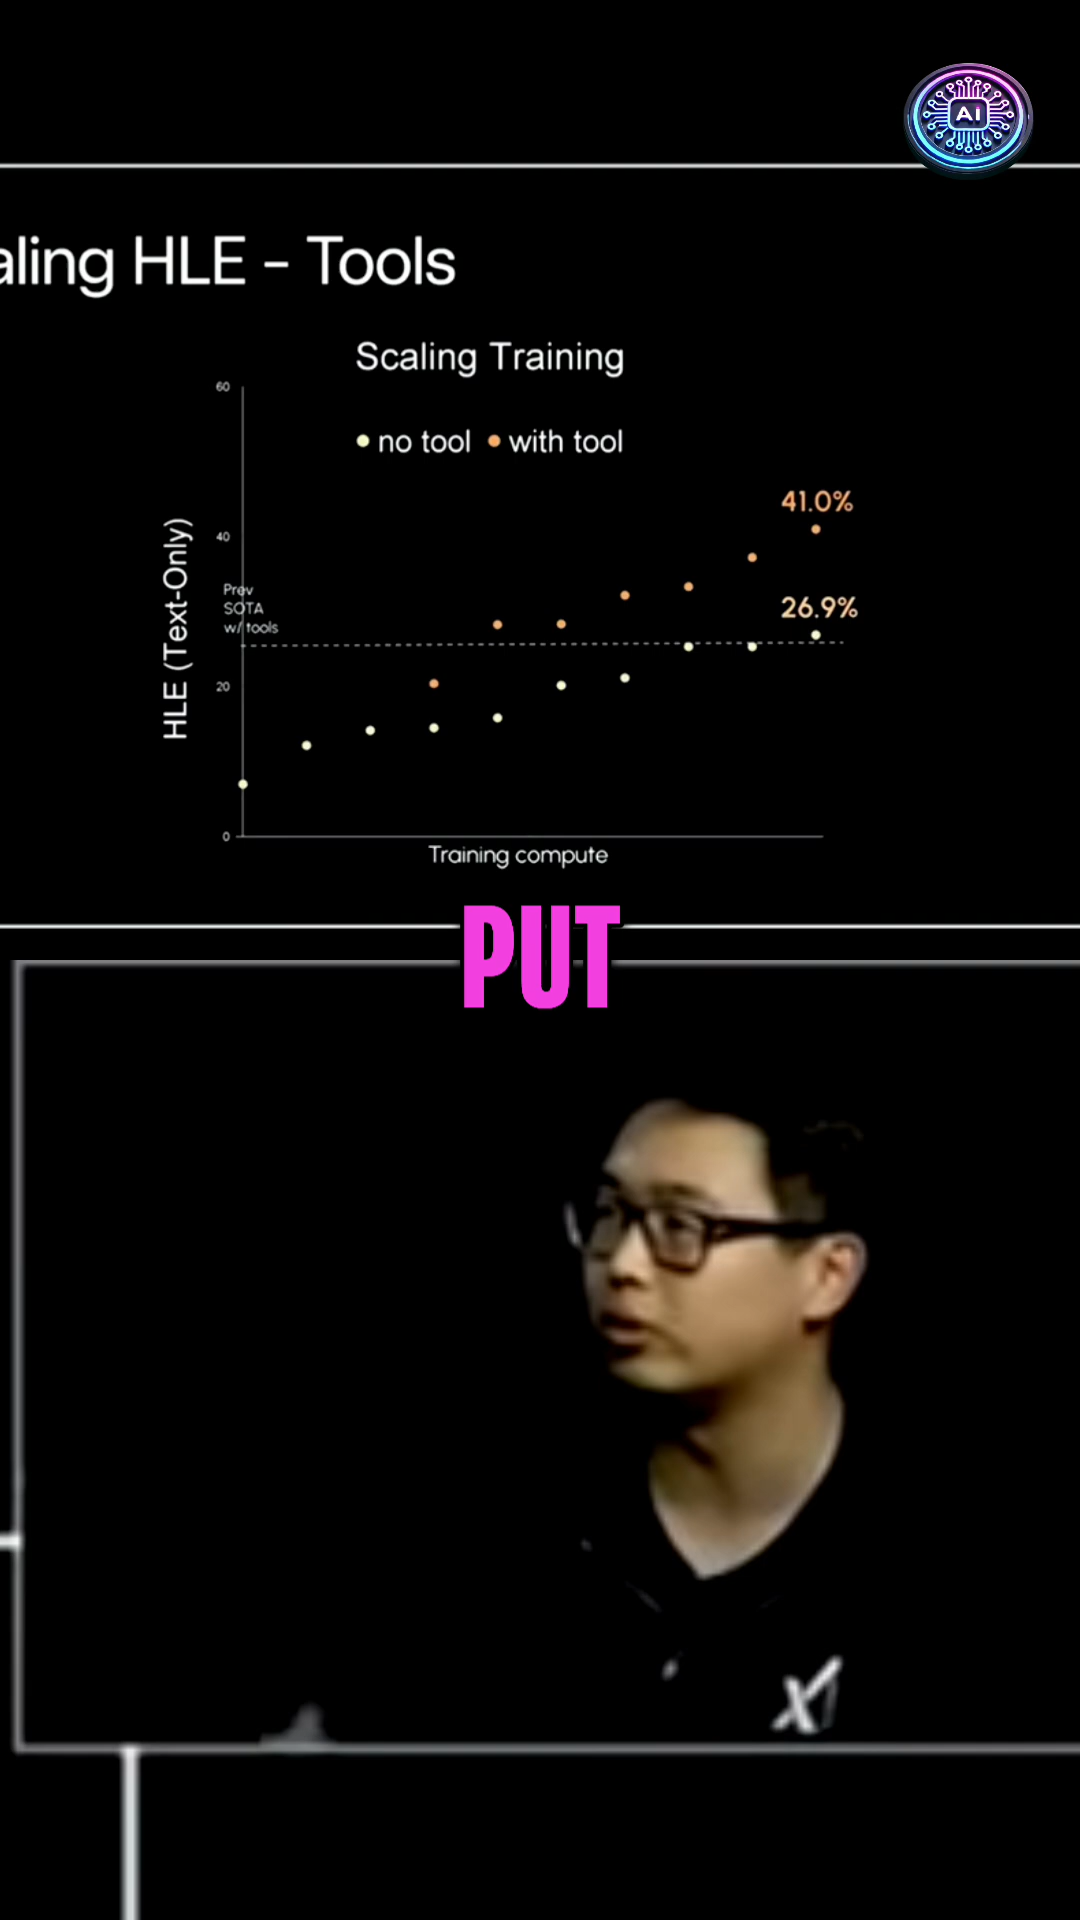 AI
aling HLE - Tools
Scaling Training
no tool with tool
60
40
20
0
HLE (Text-Only)
Prev
SOTA
w/ tools
41.0%
26.9%
Training compute
PUT